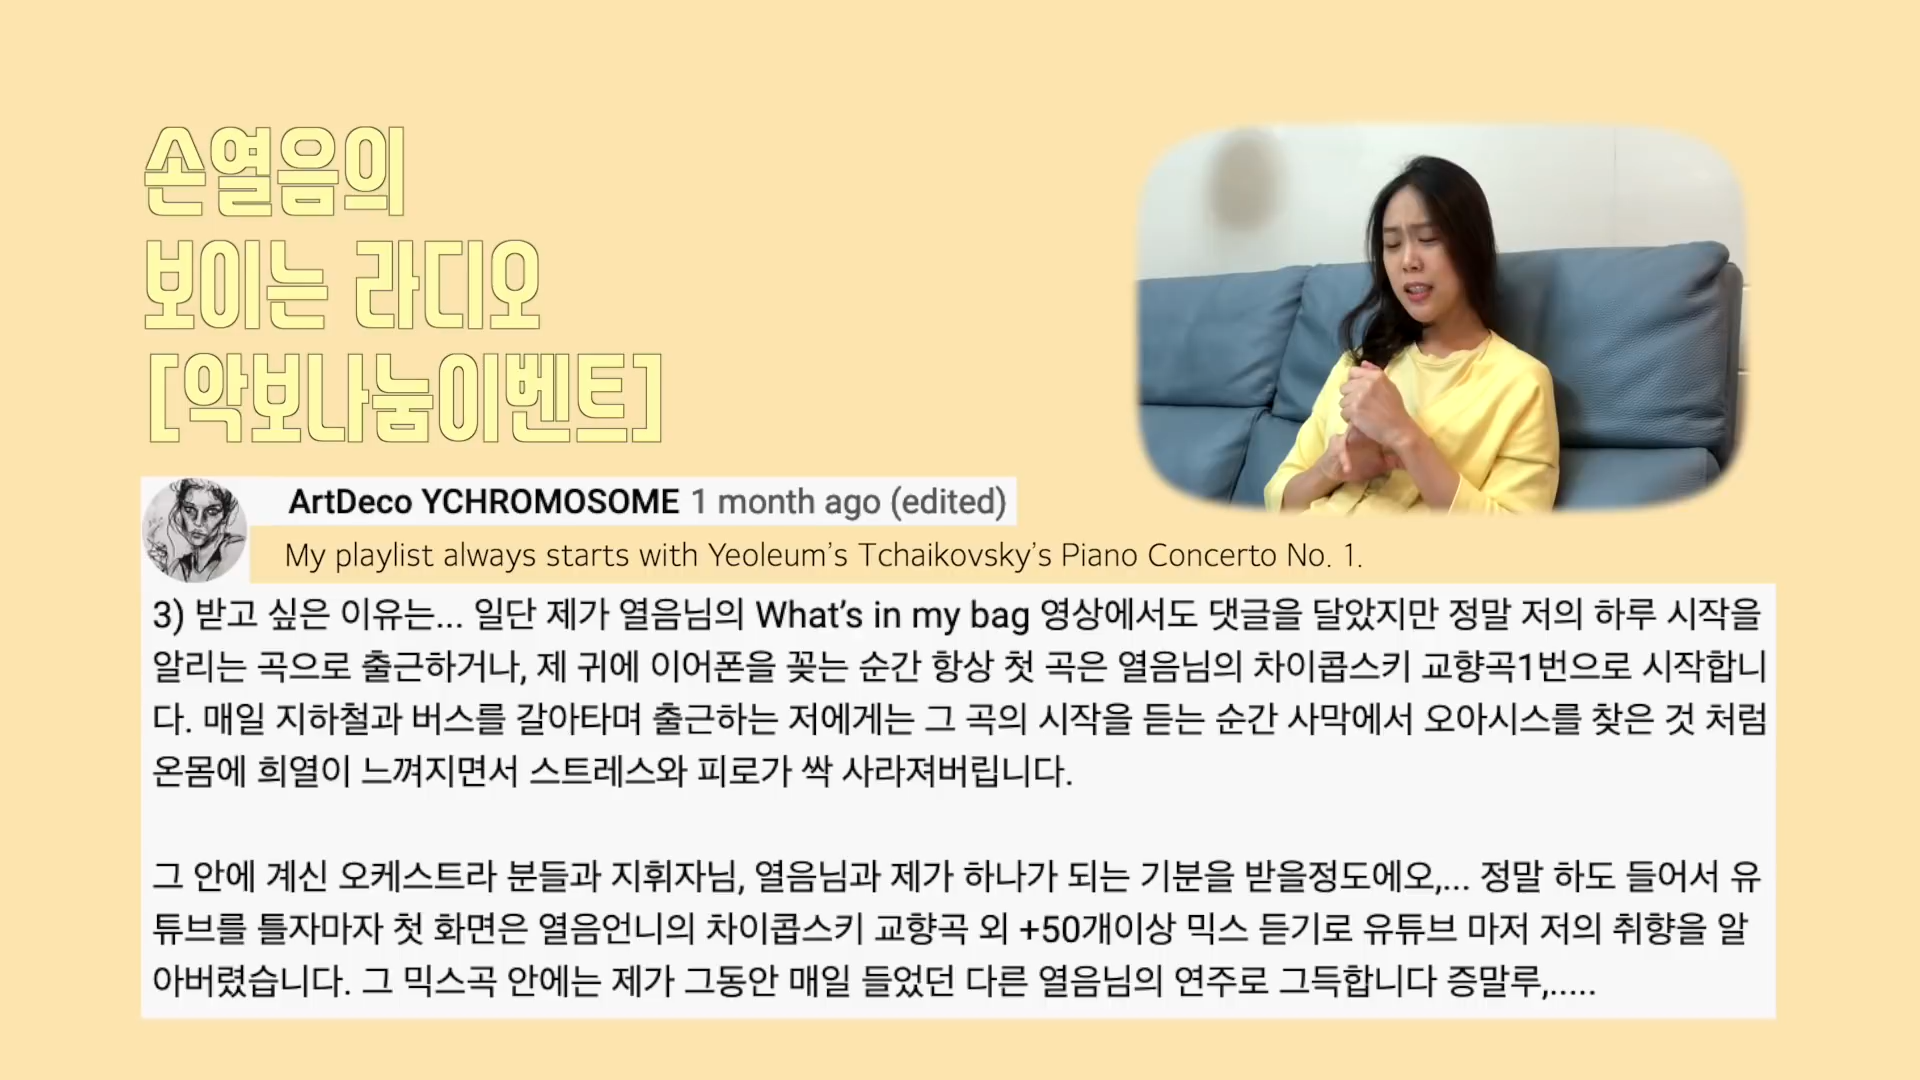 손열음의
보이는 라디오
[악보나눔이벤트]
ArtDeco YCHROMOSOME 1 month ago (edited)
My playlist always starts with Yeoleum's Tchaikovsky's Piano Concerto No. 1.
3) 받고 싶은 이유는... 일단 제가 열음님의 What's in my bag 영상에서도 댓글을 달았지만 정말 저의 하루 시작을
알리는 곡으로 출근하거나, 제 귀에 이어폰을 꽂는 순간 항상 첫 곡은 열음님의 차이콥스키 교향곡1번으로 시작합니
다. 매일 지하철과 버스를 갈아타며 출근하는 저에게는 그 곡의 시작을 듣는 순간 사막에서 오아시스를 찾은 것 처럼
온몸에 희열이 느껴지면서 스트레스와 피로가 싹 사라져버립니다.
그 안에 계신 오케스트라 분들과 지휘자님, 열음님과 제가 하나가 되는 기분을 받을정도에오,... 정말 하도 들어서 유
튜브를 틀자마자 첫 화면은 열음언니의 차이콥스키 교향곡 외 +50개이상 믹스 듣기로 유튜브 마저 저의 취향을 알
아버렸습니다. 그 믹스곡 안에는 제가 그동안 매일 들었던 다른 열음님의 연주로 그득합니다 증말루,.....